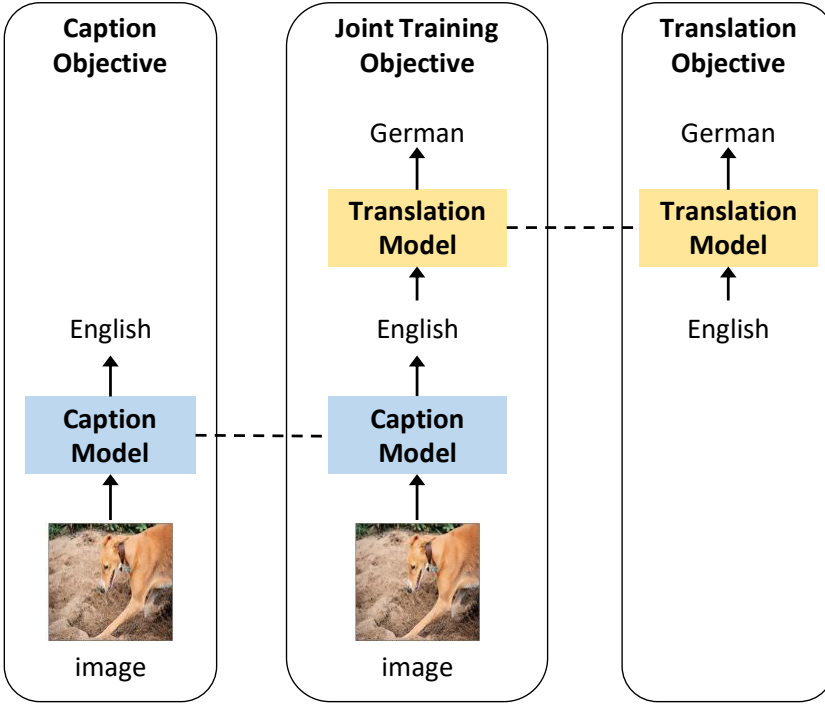 Caption
Objective
English
Caption
Model
image
Joint Training
Objective
German
Translation
Model
English
Caption
Model
image
Translation
Objective
German
Translation
Model
English